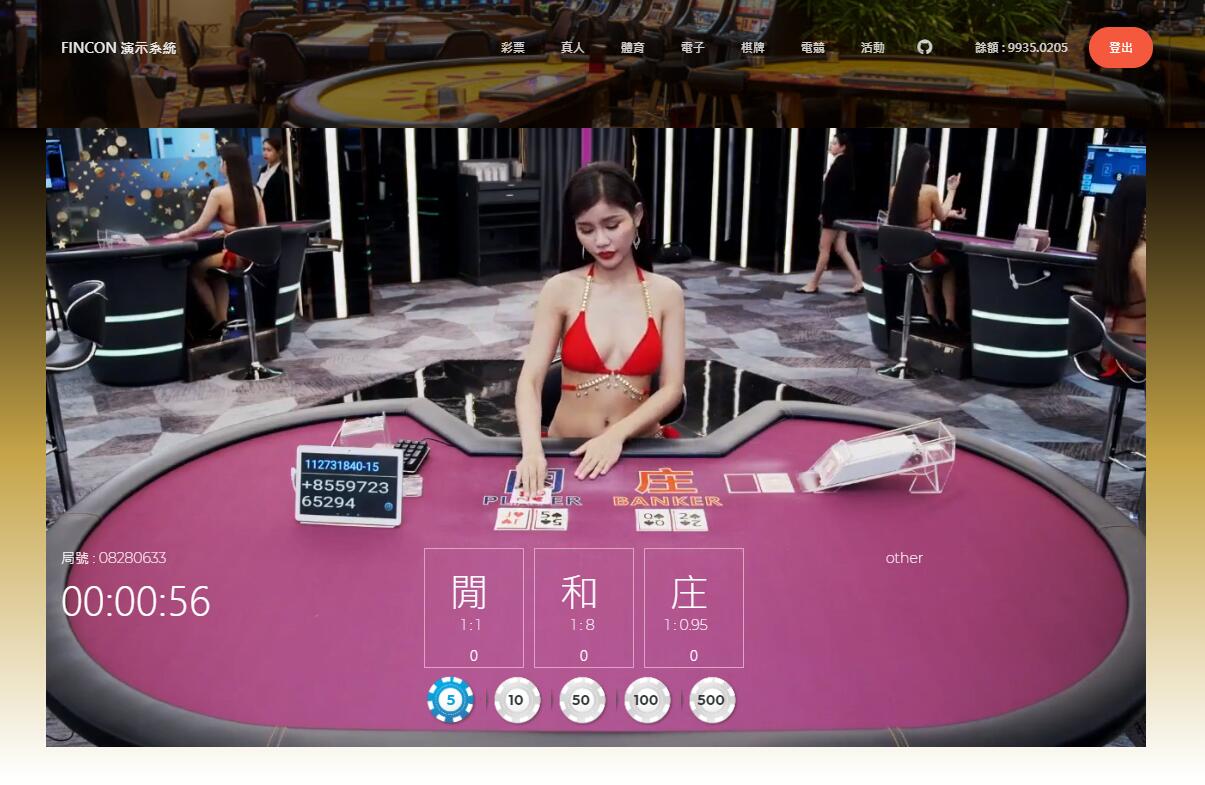 FINCON 演示系統
彩票
真人
體育
電子
棋牌
電競
活動
餘額 : 9935.0205
登出
112731840-15
+8559723
65294
閒
庄
PLAYER
BANKER
局號 : 08280633
00:00:56
閒
1 : 1
0
和
1 : 8
0
庄
1 : 0.95
0
other
5
10
50
100
500